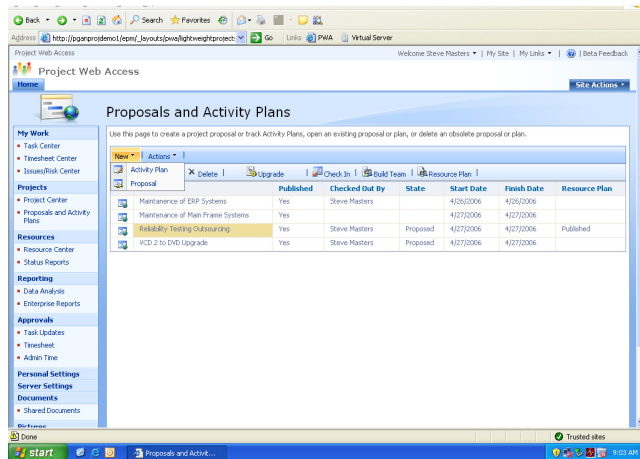 Back Search Favorites
Address http://pganprojdemo1/epm/_layouts/pwa/lightweightproject: Go Links PWA Virtual Server
Project Web Access Welcome Steve Masters | My Site | My Links | | Beta Feedback
Project Web Access
Home Site Actions
Proposals and Activity Plans
Use this page to create a project proposal or track Activity Plans, open an existing proposal or plan, or delete an obsolete proposal or plan.
My Work
Task Center
Timesheet Center
Issues/Risk Center
Projects
Project Center
Proposals and Activity
Plans
Resources
Resource Center
Status Reports
Reporting
Data Analysis
Enterprise Reports
Approvals
Task Updates
Timesheet
Admin Time
Personal Settings
Server Settings
Documents
Shared Documents
Pictures
New | Actions |
Activity Plan
Proposal
Delete | Upgrade | Check In | Build Team | Resource Plan |
Published Checked Out By State Start Date Finish Date Resource Plan
Maintanence of ERP Systems Yes Steve Masters 4/26/2006 4/26/2006
Maintenance of Main Frame Systems Yes 4/27/2006 4/27/2006
Reliability Testing Outsourcing Yes Steve Masters Proposed 4/27/2006 4/27/2006 Published
VCD 2 to DVD Upgrade Yes Steve Masters Proposed 4/27/2006 4/27/2006
Done Trusted sites
start Proposals and Activit... 9:03 AM